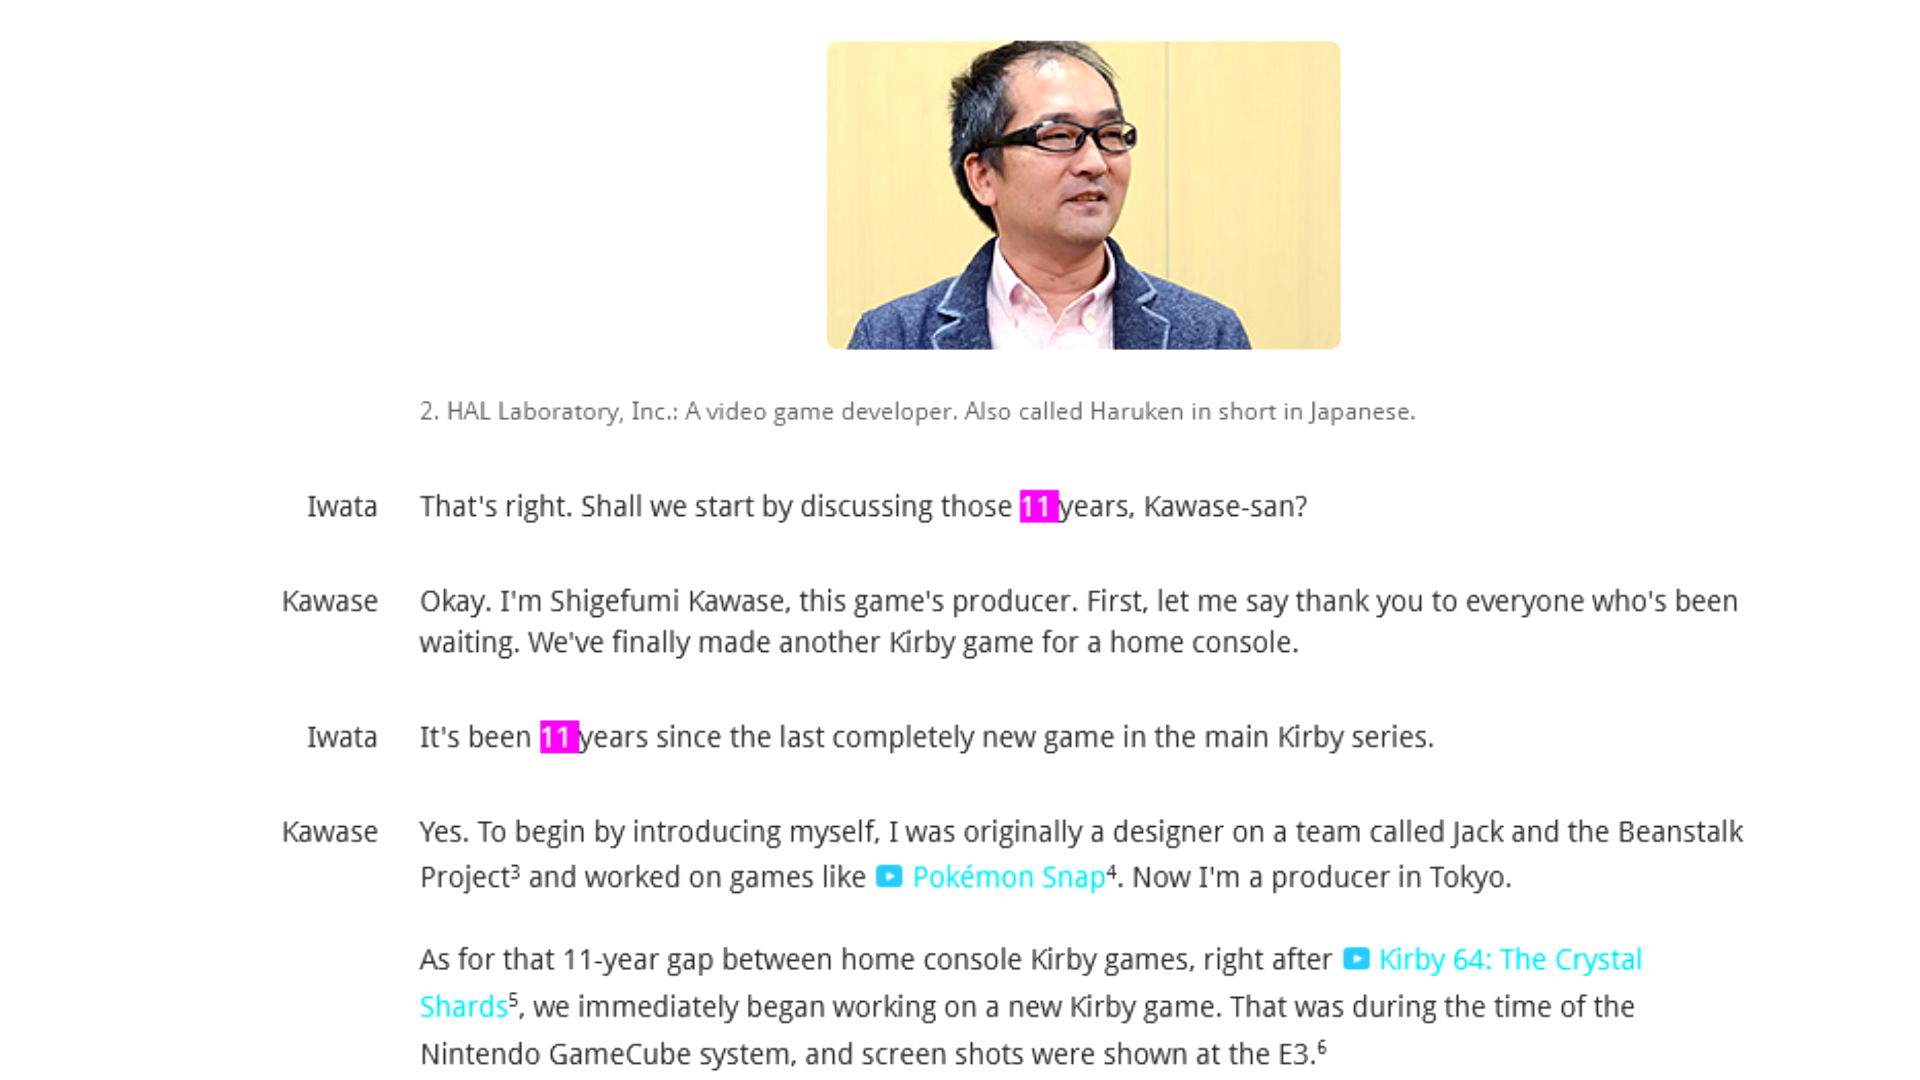 2. HAL Laboratory, Inc.: A video game developer. Also called Haruken in short in Japanese.
Iwata That's right. Shall we start by discussing those 11 years, Kawase-san?
Kawase Okay. I'm Shigefumi Kawase, this game's producer. First, let me say thank you to everyone who's been
waiting. We've finally made another Kirby game for a home console.
Iwata It's been 11 years since the last completely new game in the main Kirby series.
Kawase Yes. To begin by introducing myself, I was originally a designer on a team called Jack and the Beanstalk
Project³ and worked on games like Pokémon Snap⁴. Now I'm a producer in Tokyo.
As for that 11-year gap between home console Kirby games, right after Kirby 64: The Crystal
Shards⁵, we immediately began working on a new Kirby game. That was during the time of the
Nintendo GameCube system, and screen shots were shown at the E3.⁶